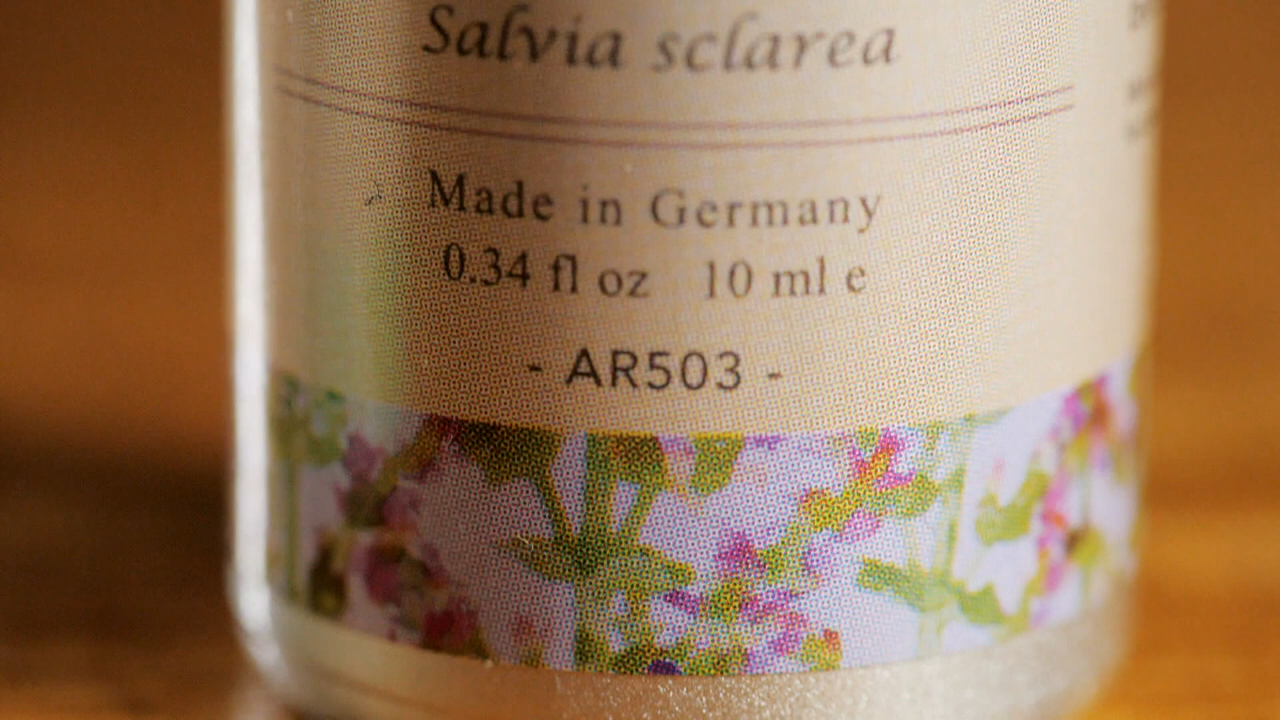 Salvia sclarea
Made in Germany
0.34 fl oz 10 ml e
- AR503 -